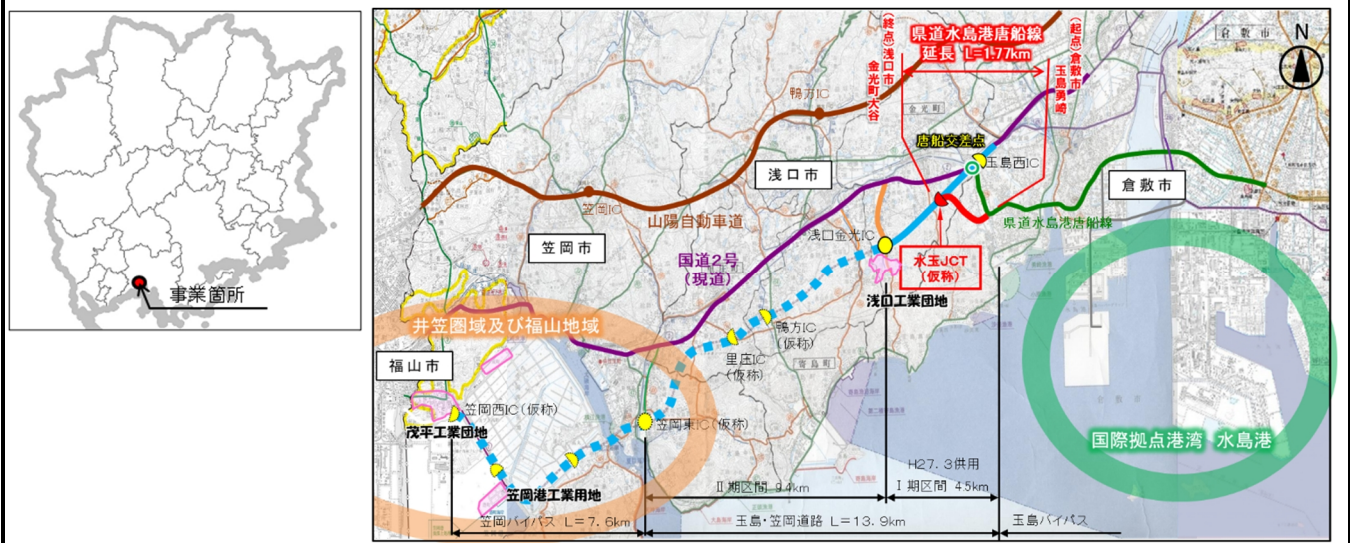 事業箇所
県道水島港唐船線
延長 L=1.77km
(終点)浅口市
金光町大谷
(起点)倉敷市
玉島勇崎
倉敷市
N
鴨方IC
金光町
唐船交差点
玉島西IC
浅口市
倉敷市
笠岡IC
山陽自動車道
県道水島港唐船線
浅口金光IC
笠岡市
国道2号
(現道)
水玉JCT
(仮称)
浅口工業団地
井笠圏域及び福山地域
鴨方IC
(仮称)
里庄IC
(仮称)
寄島町
福山市
笠岡西IC(仮称)
笠岡東IC(仮称)
茂平工業団地
国際拠点港湾 水島港
笠岡港工業用地
H27.3供用
Ⅱ期区間 9.4km
Ⅰ期区間 4.5km
笠岡バイパス L=7.6km
玉島・笠岡道路 L=13.9km
玉島バイパス